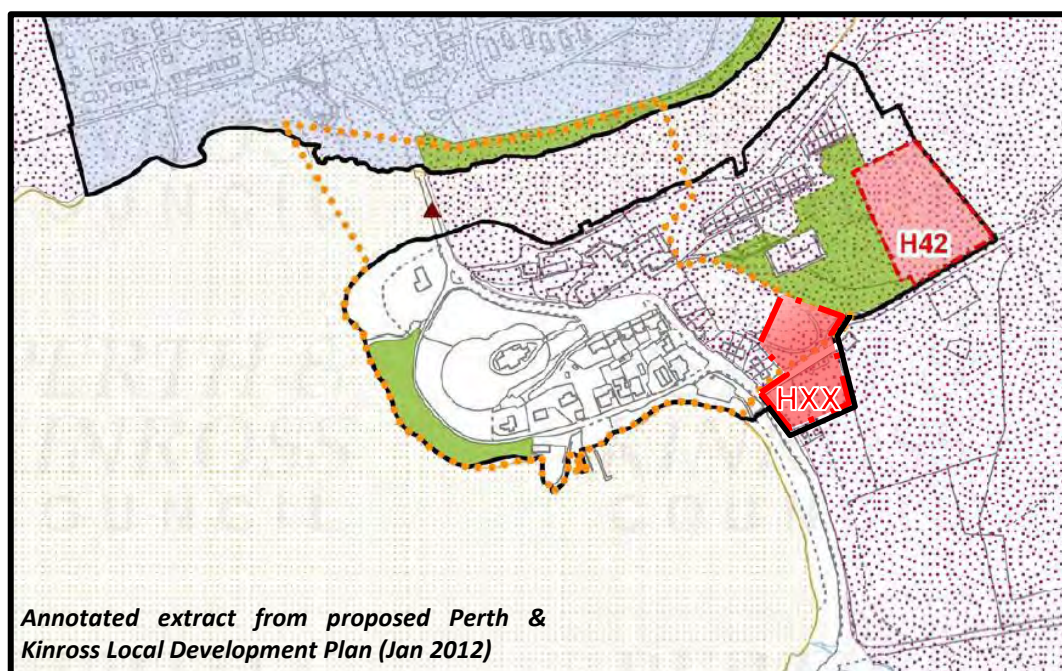 H42
HXX
Annotated extract from proposed Perth &
Kinross Local Development Plan (Jan 2012)